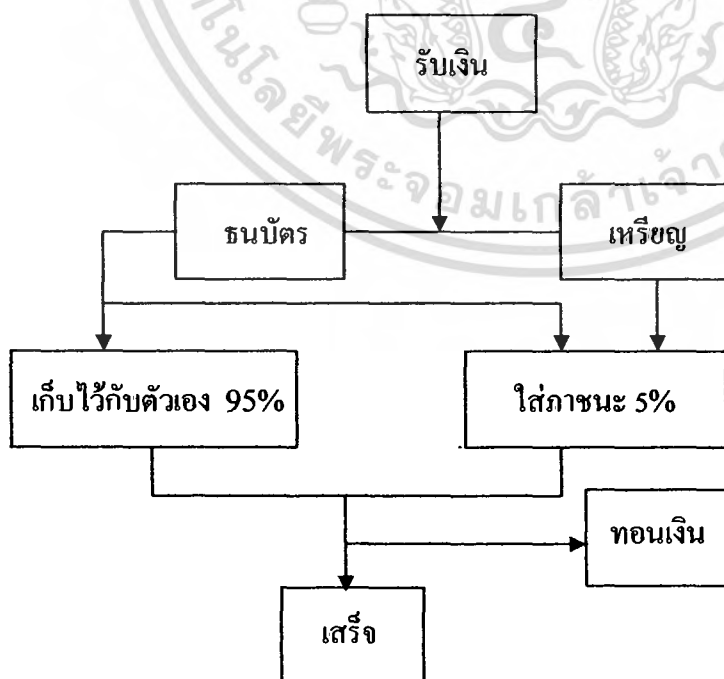 รับเงิน
ธนบัตร
เหรียญ
เก็บไว้กับตัวเอง 95%
ใส่ภาชนะ 5%
ทอนเงิน
เสร็จ